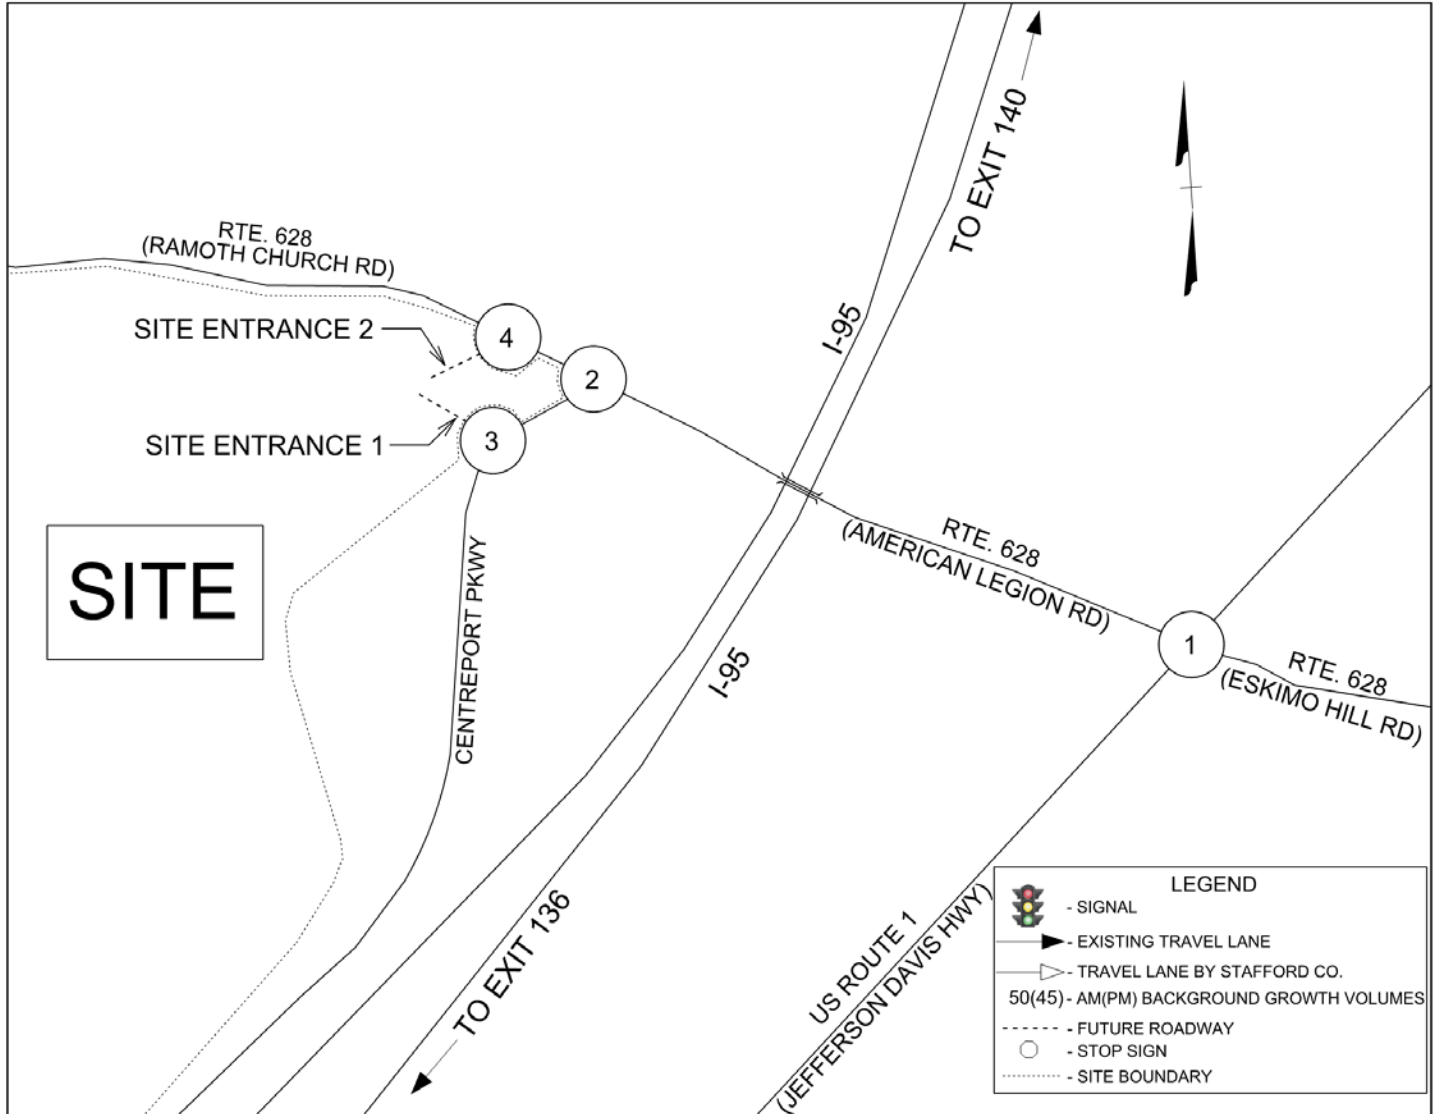 TO EXIT 140
RTE. 628
(RAMOTH CHURCH RD)
SITE ENTRANCE 2
4
2
I-95
SITE ENTRANCE 1
3
SITE
CENTREPORT PKWY
RTE. 628
(AMERICAN LEGION RD)
1
RTE. 628
(ESKIMO HILL RD)
I-95
TO EXIT 136
US ROUTE 1
(JEFFERSON DAVIS HWY)
LEGEND
- SIGNAL
- EXISTING TRAVEL LANE
- TRAVEL LANE BY STAFFORD CO.
50(45) - AM(PM) BACKGROUND GROWTH VOLUMES
- FUTURE ROADWAY
- STOP SIGN
- SITE BOUNDARY